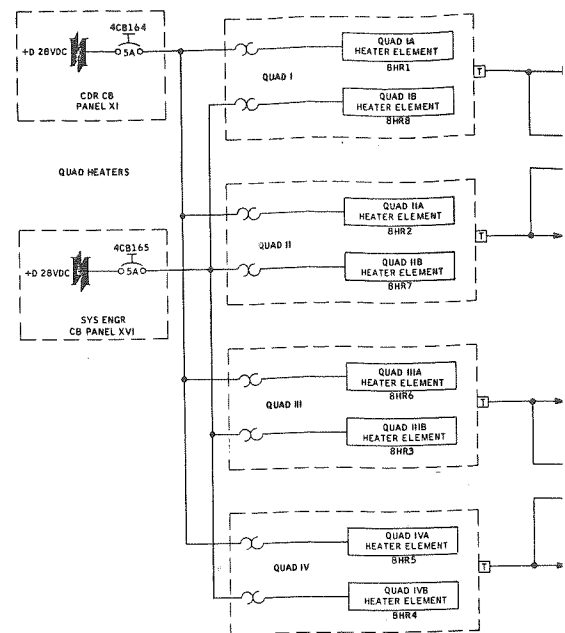 4CB164
+D 28VDC
5A
CDR CB
PANEL XI
QUAD HEATERS
4CB165
+D 28VDC
5A
SYS ENGR
CB PANEL XVI
QUAD I
QUAD IA
HEATER ELEMENT
8HR1
QUAD IB
HEATER ELEMENT
8HR8
T
QUAD II
QUAD IIA
HEATER ELEMENT
8HR2
QUAD IIB
HEATER ELEMENT
8HR7
T
QUAD III
QUAD IIIA
HEATER ELEMENT
8HR6
QUAD IIIB
HEATER ELEMENT
8HR3
T
QUAD IV
QUAD IVA
HEATER ELEMENT
8HR5
QUAD IVB
HEATER ELEMENT
8HR4
T